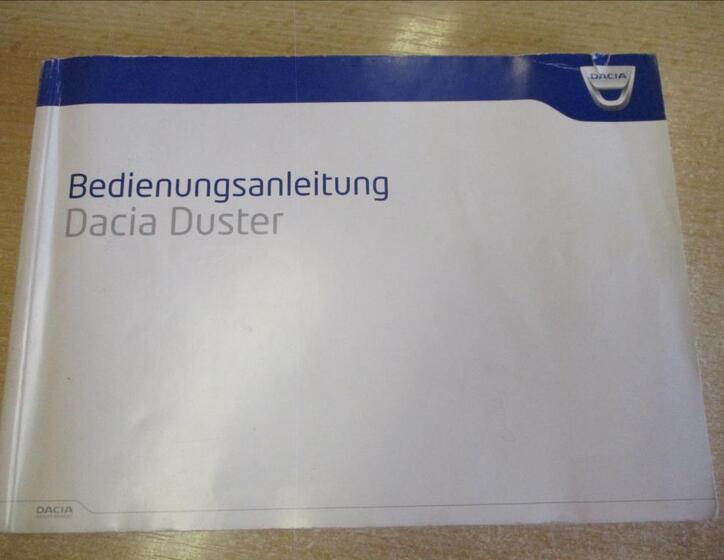 DACIA
Bedienungsanleitung
Dacia Duster
DACIA